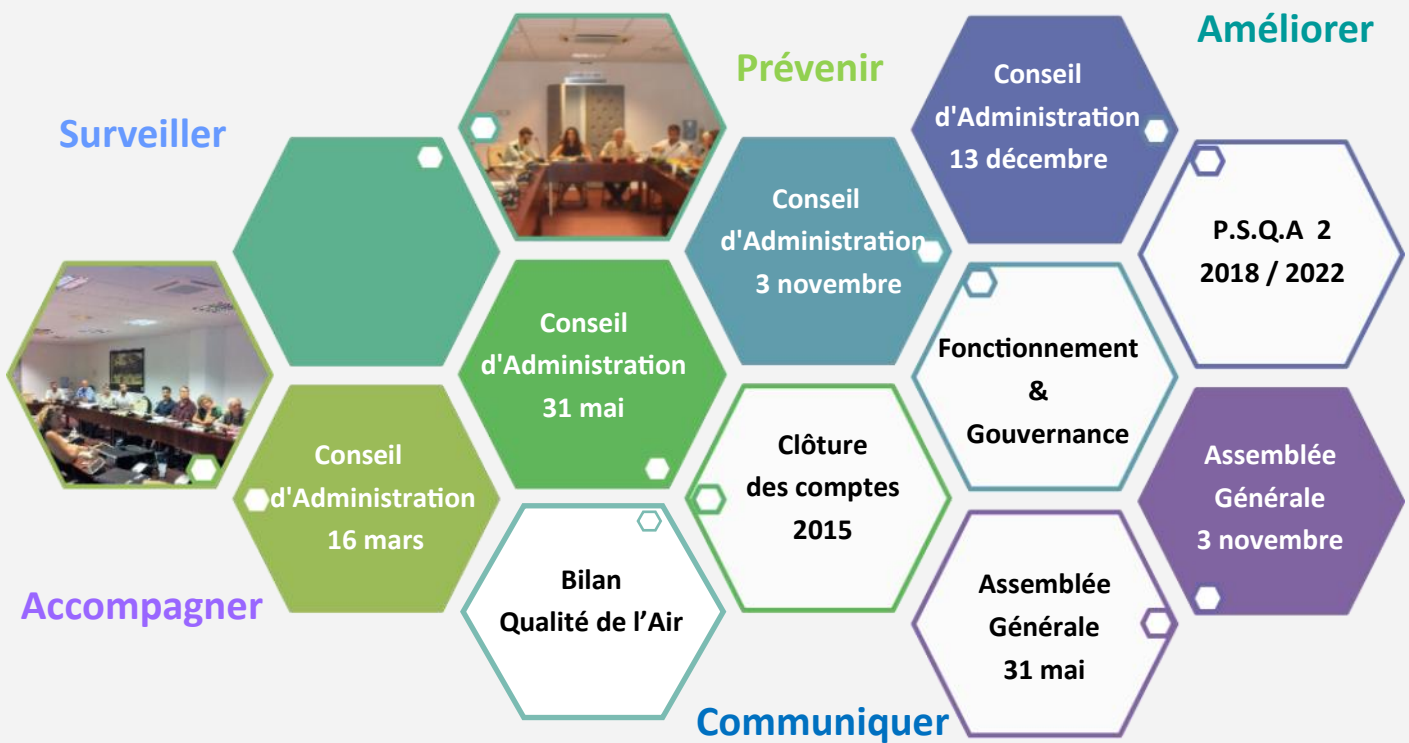 Améliorer
Prévenir
Surveiller
Conseil
d'Administration
13 décembre
Conseil
d'Administration
3 novembre
P.S.Q.A 2
2018 / 2022
Conseil
d'Administration
31 mai
Fonctionnement
&
Gouvernance
Conseil
d'Administration
16 mars
Clôture
des comptes
2015
Assemblée
Générale
3 novembre
Bilan
Qualité de l’Air
Assemblée
Générale
31 mai
Accompagner
Communiquer